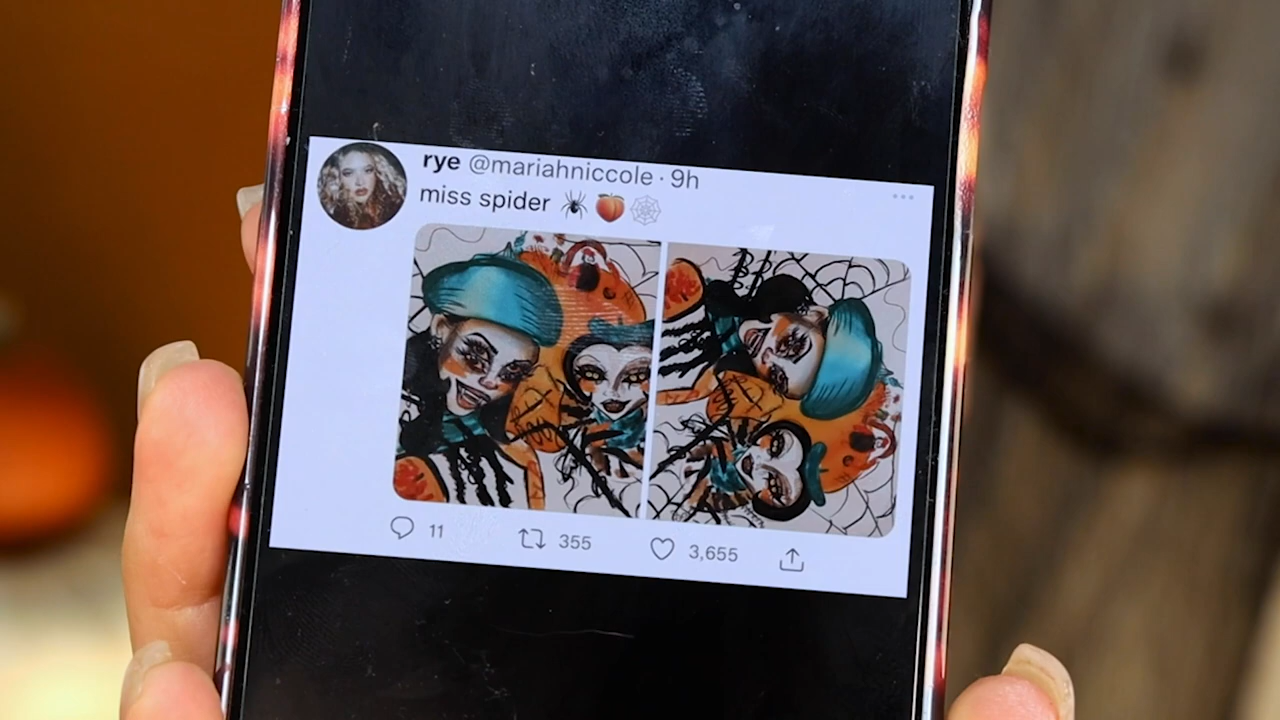 rye @mariahniccole · 9h
miss spider 🕷️ 🍑 🕸️
11 355 3,655